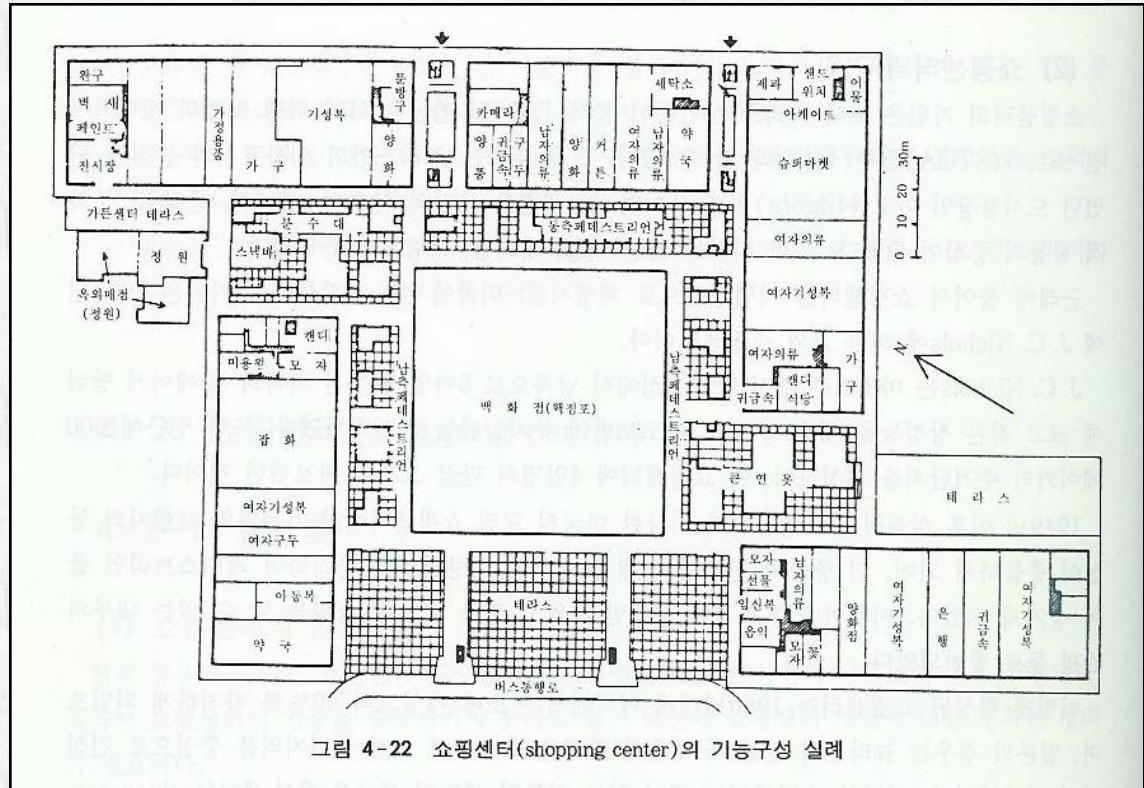 완구
벽 새
페인트
전시장
가정용품
가 구
기성복
문방구
양 화
카메라
양 품
귀금속
구 두
남자의류
양 화
커 튼
여자의류
남자의류
세탁소
약 국
제과
샌드
위치
아케이트
슈퍼마켓
30m
20
10
0
가든센터 테라스
정 원
옥외매점
(정원)
분 수 대
스낵배
동측페데스트리언
여자의류
여자기성복
여자의류
캔디
식당
귀금속
가 구
N
캔디
미용원
모 자
잡 화
여자기성복
여자구두
아동복
약 국
남측페데스트리언
백 화 점(핵점포)
남측페데스트리언
큰 연 못
테 라 스
테라스
버스통행로
모자
선물
임신복
음악
남자의류
모자
꽃
양화점
여자기성복
은 행
귀금속
여자기성복
그림 4-22 쇼핑센터(shopping center)의 기능구성 실례